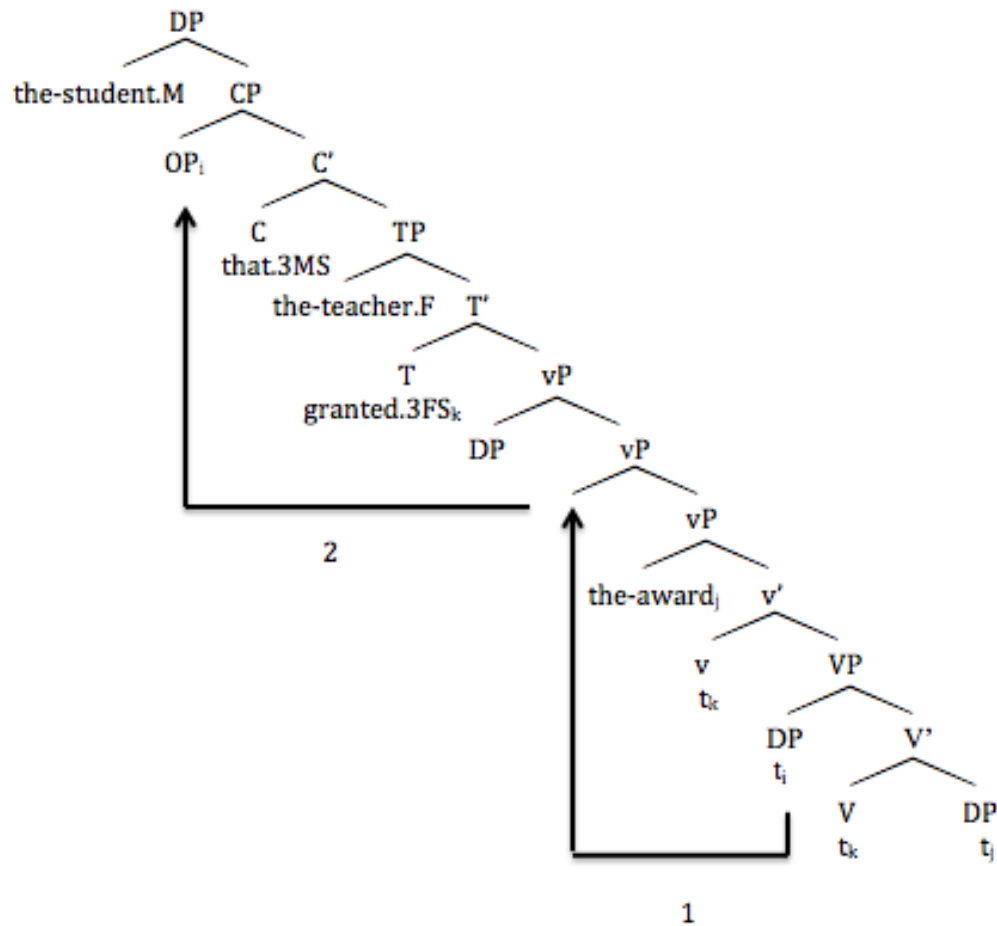 DP
the-student.M CP
OPᵢ C'
C TP
that.3MS
the-teacher.F T'
T vP
granted.3FSₖ
DP vP
2 vP
the-awardⱼ v'
v VP
tₖ
DP V’
tᵢ
V DP
tₖ tⱼ
1